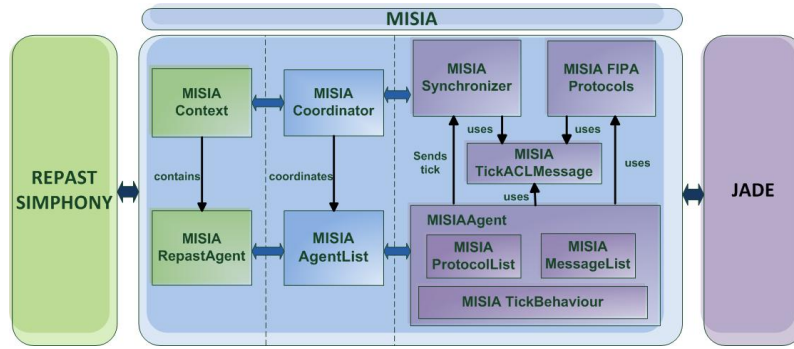 MISIA
REPAST
SIMPHONY
MISIA
Context
MISIA
Coordinator
MISIA
Synchronizer
MISIA FIPA
Protocols
uses
uses
contains
coordinates
Sends
tick
MISIA
TickACLMessage
uses
uses
MISIA
RepastAgent
MISIA
AgentList
MISIAAgent
MISIA
ProtocolList
MISIA
MessageList
MISIA TickBehaviour
JADE